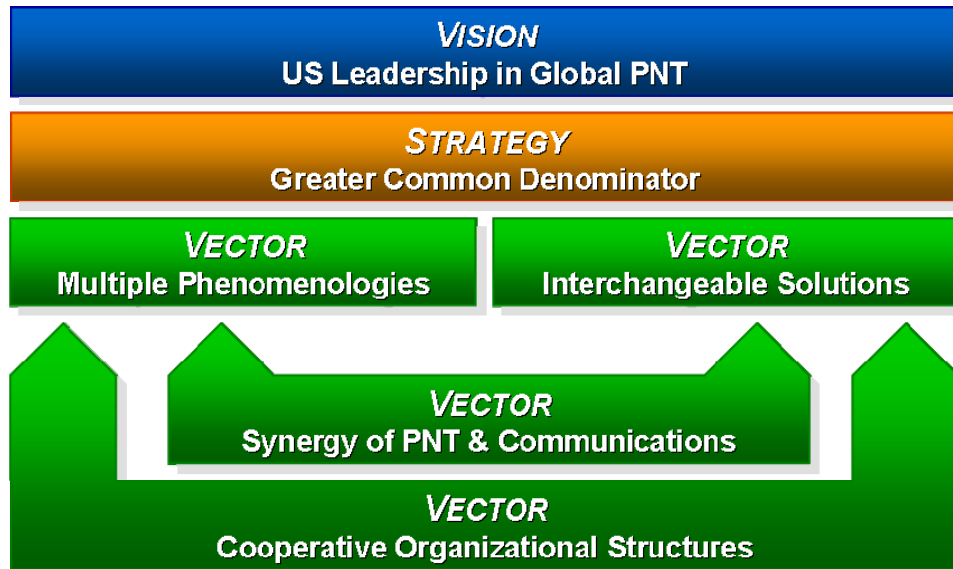 VISION
US Leadership in Global PNT
STRATEGY
Greater Common Denominator
VECTOR
Multiple Phenomenologies
VECTOR
Interchangeable Solutions
VECTOR
Synergy of PNT & Communications
VECTOR
Cooperative Organizational Structures